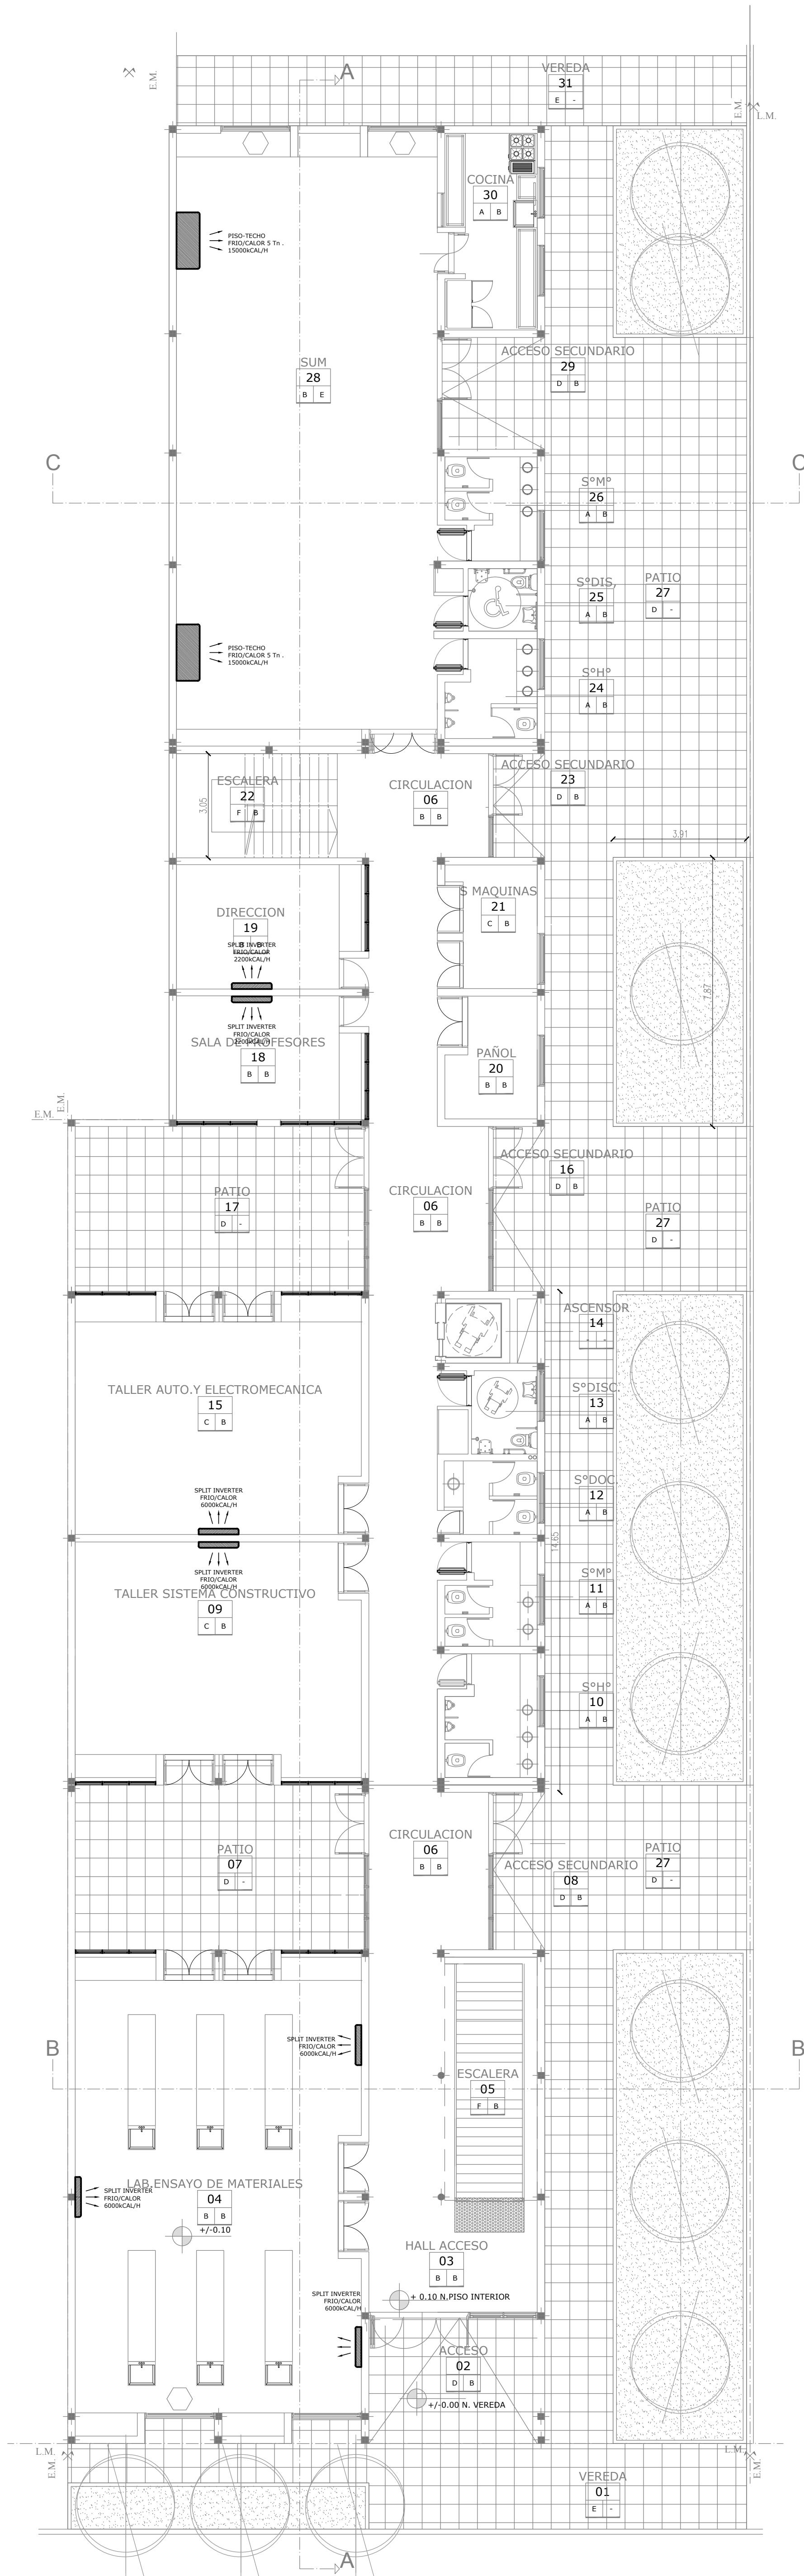 A
E.M.
VEREDA
31
E -
E.M.
L.M.
COCINA
30
A B
PISO-TECHO
FRIO/CALOR 5 Tn .
15000kCAL/H
ACCESO SECUNDARIO
29
D B
SUM
28
B E
C
C
S°M°
26
A B
S°DIS,
25
A B
PATIO
27
D -
PISO-TECHO
FRIO/CALOR 5 Tn .
15000kCAL/H
S°H°
24
A B
ACCESO SECUNDARIO
23
D B
ESCALERA
22
F B
3.05
CIRCULACION
06
B B
3.91
S MAQUINAS
21
C B
DIRECCION
19
B B
SPLIT INVERTER
FRIO/CALOR
2200kCAL/H
7.87
SPLIT INVERTER
FRIO/CALOR
2200kCAL/H
SALA DE PROFESORES
18
B B
PAÑOL
20
B B
E.M.
E.M.
ACCESO SECUNDARIO
16
D B
PATIO
17
D -
CIRCULACION
06
B B
PATIO
27
D -
ASCENSOR
14
- -
TALLER AUTO.Y ELECTROMECANICA
15
C B
S°DISC.
13
A B
SPLIT INVERTER
FRIO/CALOR
6000kCAL/H
S°DOC.
12
A B
14.65
SPLIT INVERTER
FRIO/CALOR
6000kCAL/H
TALLER SISTEMA CONSTRUCTIVO
09
C B
S°M°
11
A B
S°H°
10
A B
CIRCULACION
06
B B
PATIO
07
D -
ACCESO SECUNDARIO
08
D B
PATIO
27
D -
SPLIT INVERTER
FRIO/CALOR
6000kCAL/H
B
B
ESCALERA
05
F B
LAB.ENSAYO DE MATERIALES
04
B B
+/-0.10
SPLIT INVERTER
FRIO/CALOR
6000kCAL/H
HALL ACCESO
03
B B
SPLIT INVERTER
FRIO/CALOR
6000kCAL/H
+ 0.10 N.PISO INTERIOR
ACCESO
02
D B
+/-0.00 N. VEREDA
L.M.
E.M.
L.M.
E.M.
VEREDA
01
E -
A